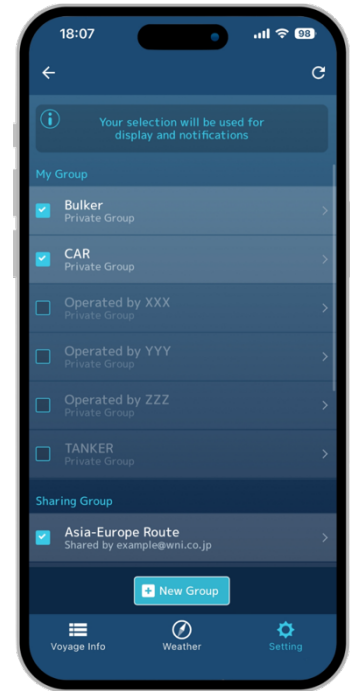 18:07
98
Your selection will be used for
display and notifications
My Group
Bulker
Private Group
CAR
Private Group
Operated by XXX
Private Group
Operated by YYY
Private Group
Operated by ZZZ
Private Group
TANKER
Private Group
Sharing Group
Asia-Europe Route
Shared by example@wni.co.jp
New Group
Voyage Info Weather Setting